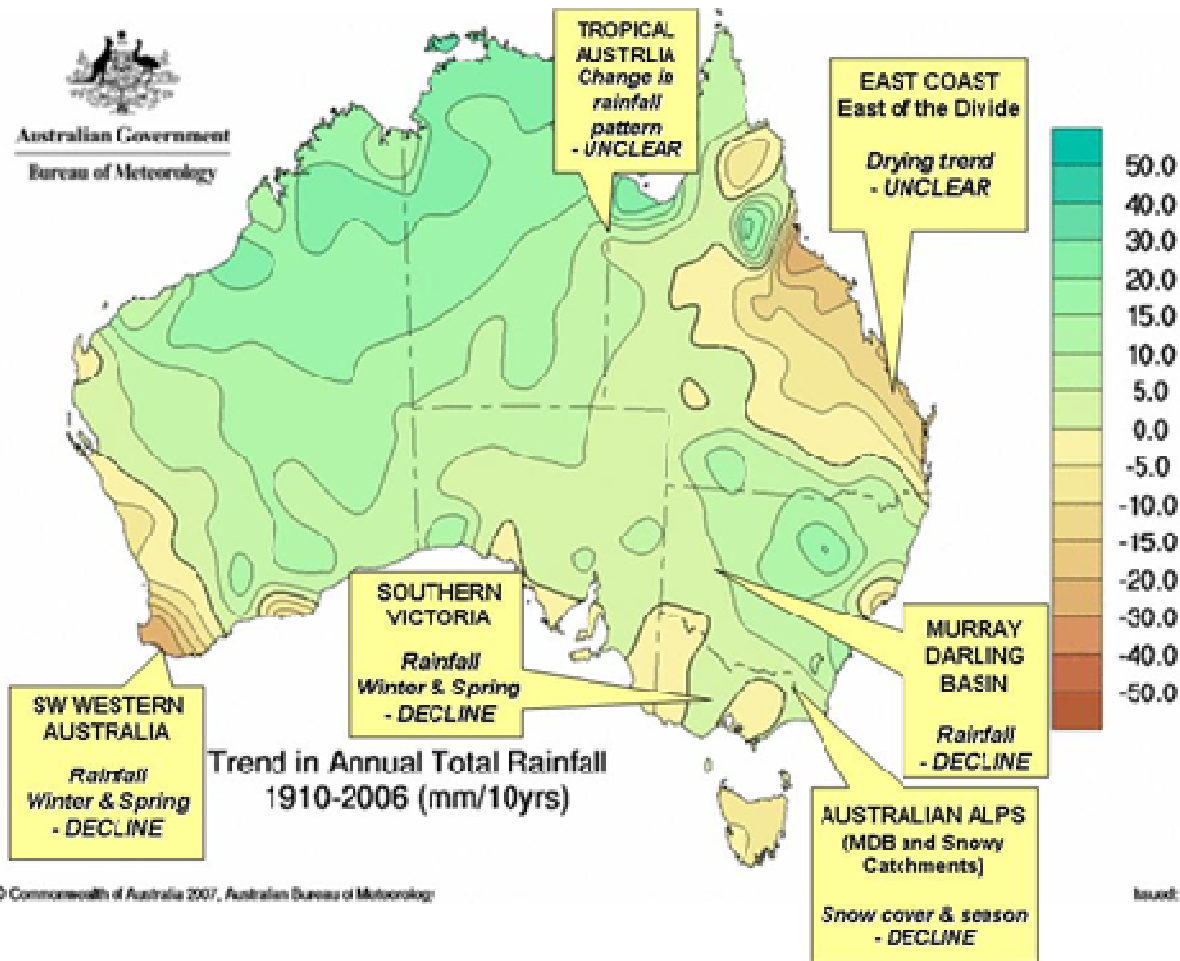 Australian Government
Bureau of Meteorology
TROPICAL
AUSTRLIA
Change in
rainfall
pattern
- UNCLEAR
EAST COAST
East of the Divide
Drying trend
- UNCLEAR
50.0
40.0
30.0
20.0
15.0
10.0
5.0
0.0
-5.0
-10.0
-15.0
-20.0
-30.0
-40.0
-50.0
SOUTHERN
VICTORIA
Rainfall
Winter & Spring
- DECLINE
MURRAY
DARLING
BASIN
Rainfall
- DECLINE
SW WESTERN
AUSTRALIA
Rainfall
Winter & Spring
- DECLINE
Trend in Annual Total Rainfall
1910-2006 (mm/10yrs)
AUSTRALIAN ALPS
(MDB and Snowy
Catchments)
Snow cover & season
- DECLINE
© Commonwealth of Australia 2007, Australian Bureau of Meteorology
Issued: